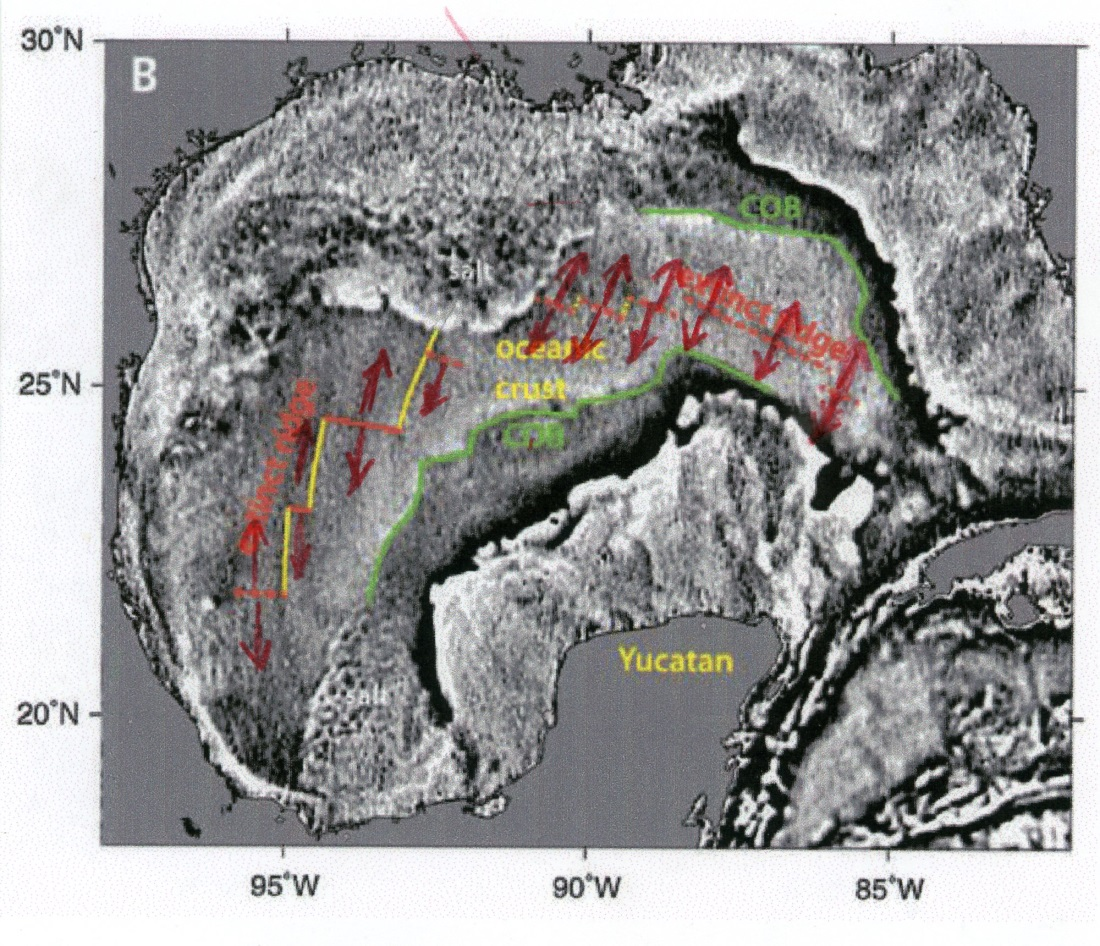 30°N
B
COB
salt
extinct ridge
oceanic
crust
25°N
COB
extinct ridge
Yucatan
salt
20°N
95°W
90°W
85°W